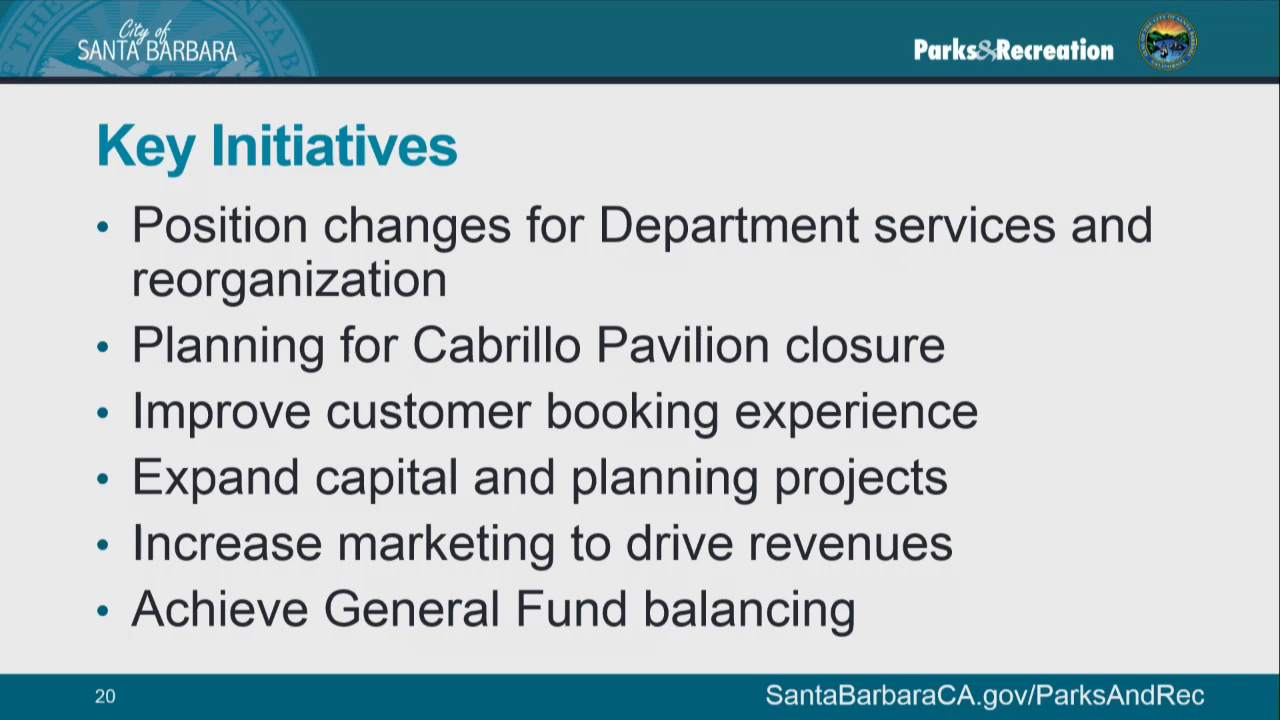 City of
SANTA BARBARA
Parks&Recreation
Key Initiatives
• Position changes for Department services and
reorganization
• Planning for Cabrillo Pavilion closure
• Improve customer booking experience
• Expand capital and planning projects
• Increase marketing to drive revenues
• Achieve General Fund balancing
20
SantaBarbaraCA.gov/ParksAndRec